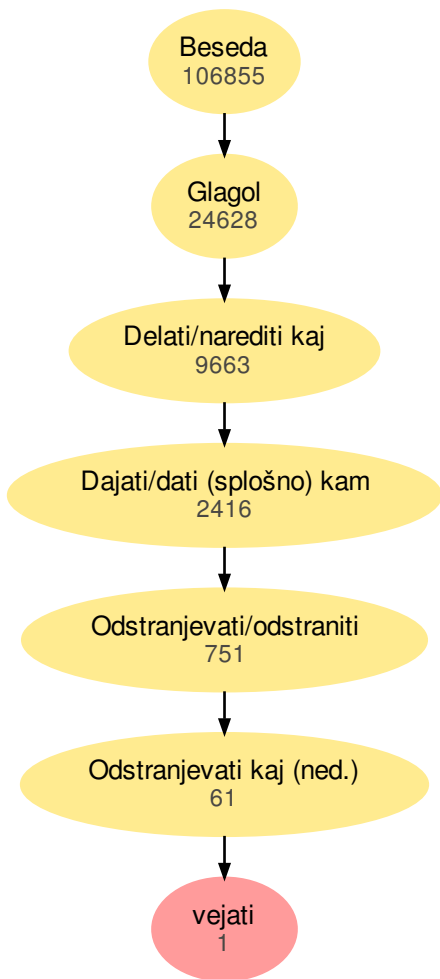 Beseda
106855
Glagol
24628
Delati/narediti kaj
9663
Dajati/dati (splošno) kam
2416
Odstranjevati/odstraniti
751
Odstranjevati kaj (ned.)
61
vejati
1